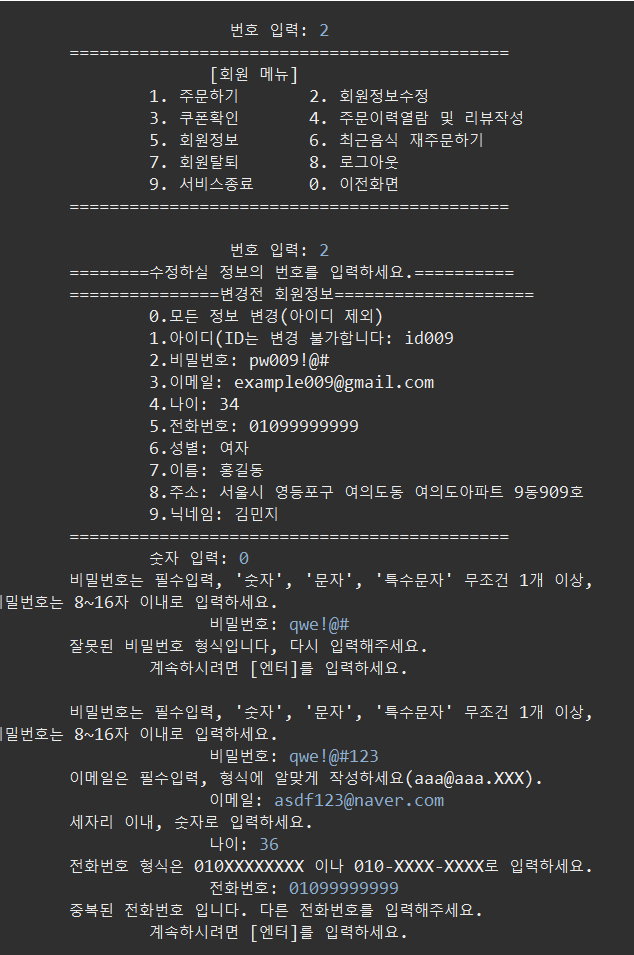 번호 입력: 2
============================================
[회원 메뉴]
1. 주문하기 2. 회원정보수정
3. 쿠폰확인 4. 주문이력열람 및 리뷰작성
5. 회원정보 6. 최근음식 재주문하기
7. 회원탈퇴 8. 로그아웃
9. 서비스종료 0. 이전화면
============================================
번호 입력: 2
========수정하실 정보의 번호를 입력하세요.==========
===============변경전 회원정보====================
0.모든 정보 변경(아이디 제외)
1.아이디(ID는 변경 불가합니다: id009
2.비밀번호: pw009!@#
3.이메일: example009@gmail.com
4.나이: 34
5.전화번호: 01099999999
6.성별: 여자
7.이름: 홍길동
8.주소: 서울시 영등포구 여의도동 여의도아파트 9동909호
9.닉네임: 김민지
============================================
숫자 입력: 0
비밀번호는 필수입력, '숫자', '문자', '특수문자' 무조건 1개 이상,
비밀번호는 8~16자 이내로 입력하세요.
비밀번호: qwe!@#
잘못된 비밀번호 형식입니다, 다시 입력해주세요.
계속하시려면 [엔터]를 입력하세요.
비밀번호는 필수입력, '숫자', '문자', '특수문자' 무조건 1개 이상,
밀번호는 8~16자 이내로 입력하세요.
비밀번호: qwe!@#123
이메일은 필수입력, 형식에 알맞게 작성하세요(aaa@aaa.XXX).
이메일: asdf123@naver.com
세자리 이내, 숫자로 입력하세요.
나이: 36
전화번호 형식은 010XXXXXXXX 이나 010-XXXX-XXXX로 입력하세요.
전화번호: 01099999999
중복된 전화번호 입니다. 다른 전화번호를 입력해주세요.
계속하시려면 [엔터]를 입력하세요.